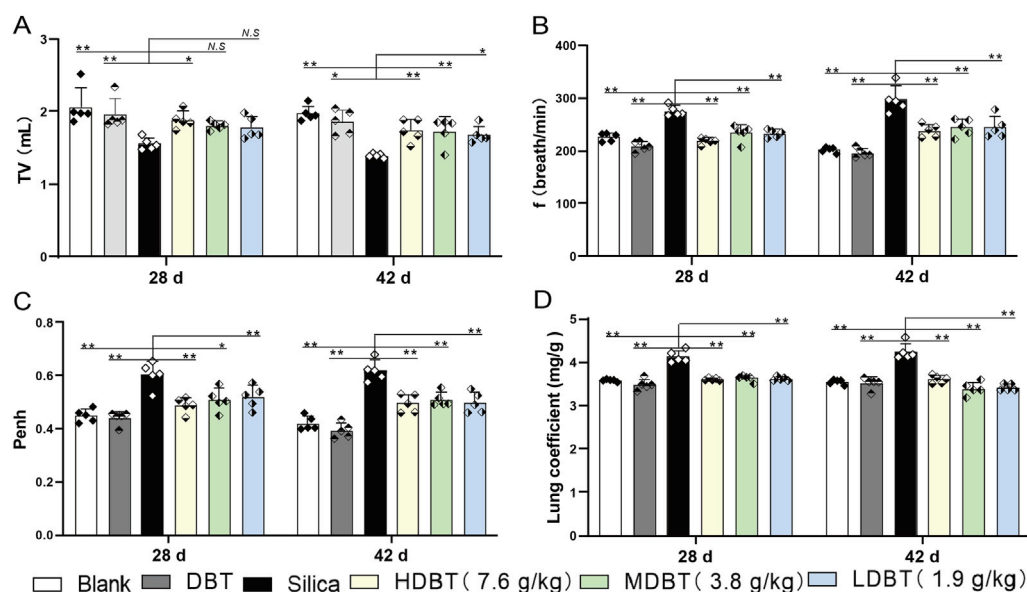 A
TV (mL)
3
2
1
0
** ** N.S * N.S
** * ** ** *
28 d
42 d
B
f (breath/min)
400
300
200
100
0
** ** ** ** **
** ** ** ** **
28 d
42 d
C
Penh
0.8
0.6
0.4
0.2
0.0
** ** ** * **
** ** ** ** **
28 d
42 d
D
Lung coefficient (mg/g)
5
4
3
2
1
0
** ** ** ** **
** ** ** ** **
28 d
42 d
Blank DBT Silica HDBT( 7.6 g/kg) MDBT( 3.8 g/kg) LDBT( 1.9 g/kg)